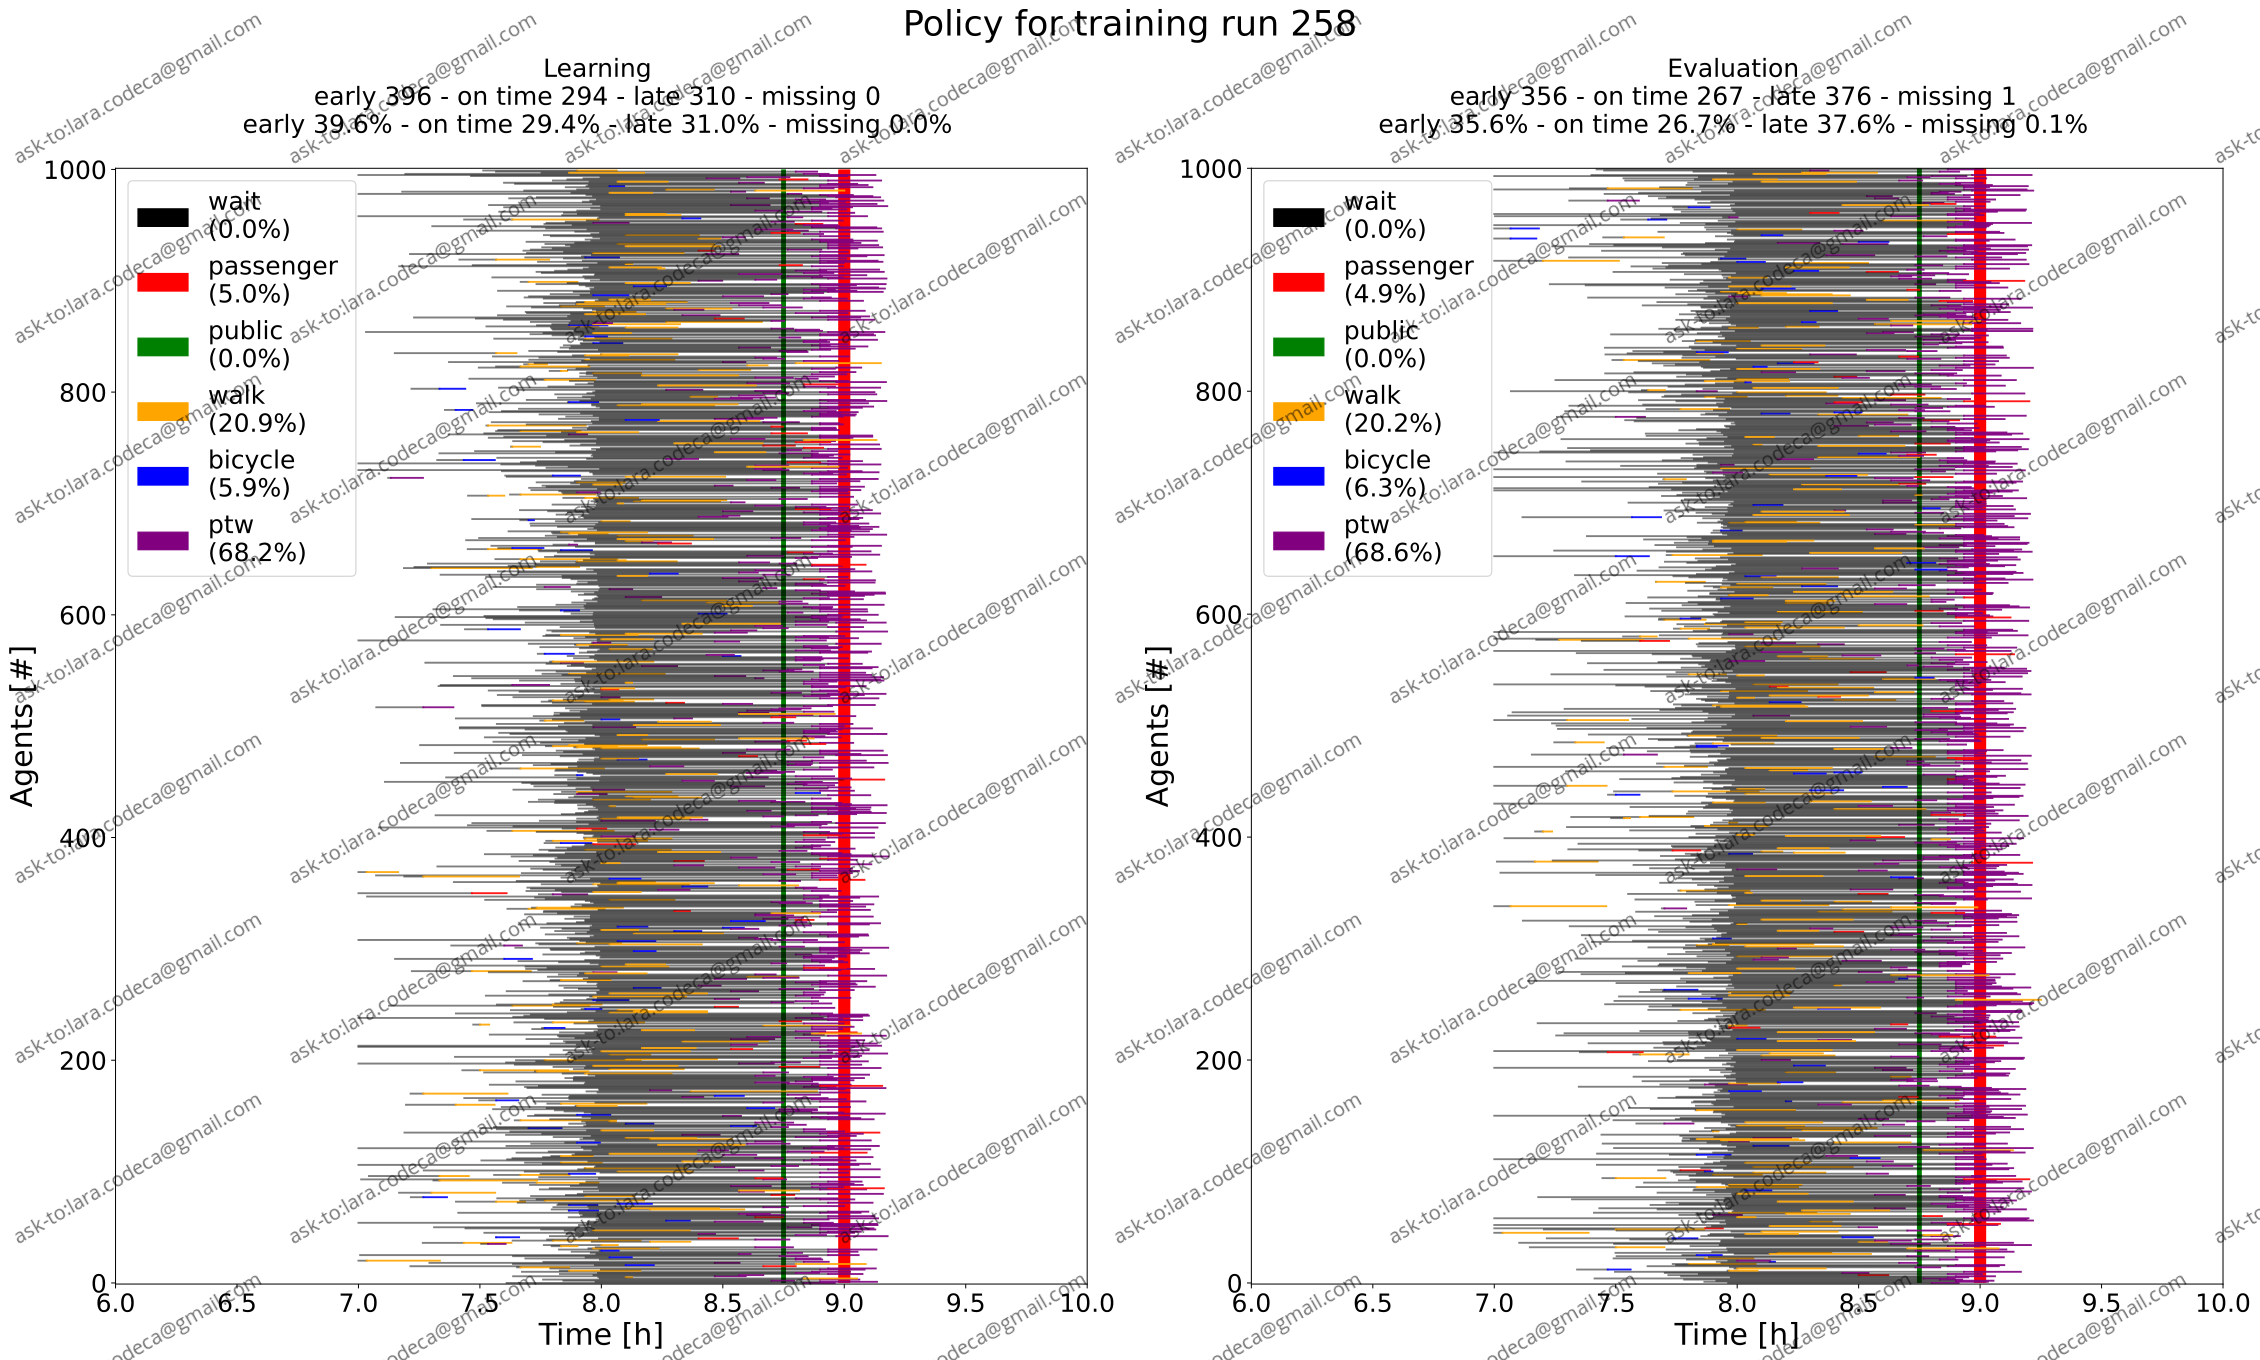 Policy for training run 258
Learning
early 396 - on time 294 - late 310 - missing 0
early 39.6% - on time 29.4% - late 31.0% - missing 0.0%
1000
800
600
400
200
0
Agents [#]
wait
(0.0%)
passenger
(5.0%)
public
(0.0%)
walk
(20.9%)
bicycle
(5.9%)
ptw
(68.2%)
6.0 6.5 7.0 7.5 8.0 8.5 9.0 9.5 10.0
Time [h]
Evaluation
early 356 - on time 267 - late 376 - missing 1
early 35.6% - on time 26.7% - late 37.6% - missing 0.1%
1000
800
600
400
200
0
Agents [#]
wait
(0.0%)
passenger
(4.9%)
public
(0.0%)
walk
(20.2%)
bicycle
(6.3%)
ptw
(68.6%)
6.0 6.5 7.0 7.5 8.0 8.5 9.0 9.5 10.0
Time [h]
ask-to:lara.codeca@gmail.com